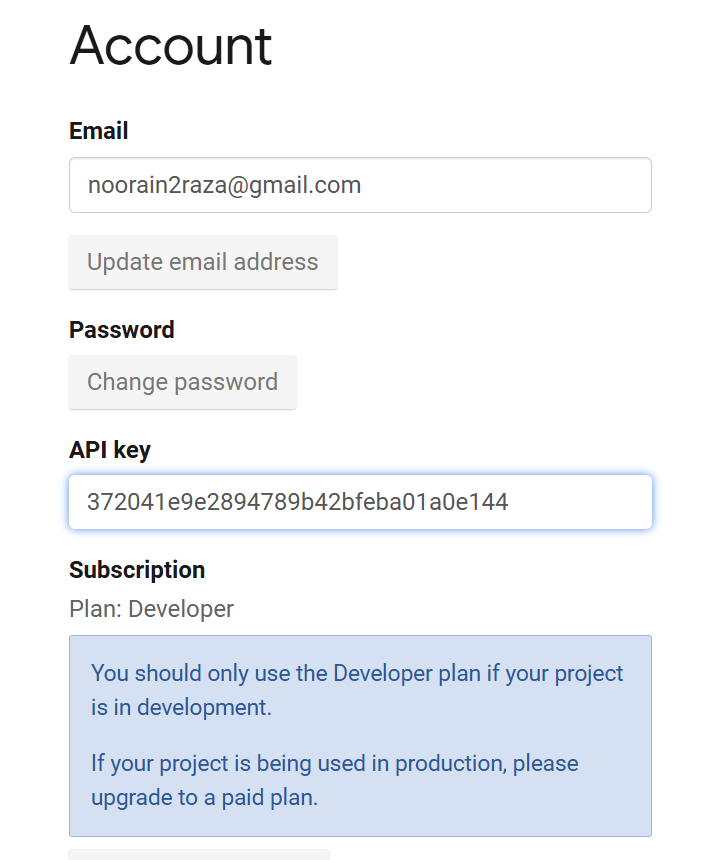 Account
Email
noorain2raza@gmail.com
Update email address
Password
Change password
API key
372041e9e2894789b42bfeba01a0e144
Subscription
Plan: Developer
You should only use the Developer plan if your project
is in development.
If your project is being used in production, please
upgrade to a paid plan.